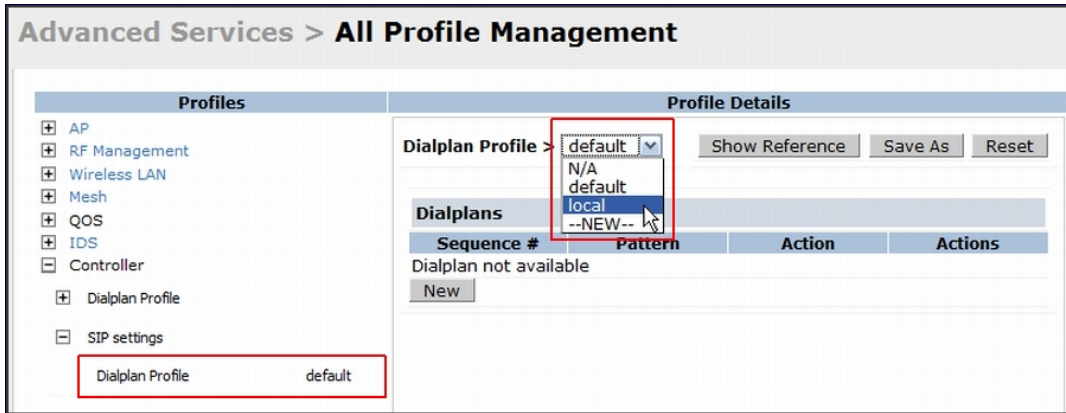 Advanced Services > All Profile Management
Profiles
AP
RF Management
Wireless LAN
Mesh
QOS
IDS
Controller
Dialplan Profile
SIP settings
Dialplan Profile default
Profile Details
Dialplan Profile > default Show Reference Save As Reset
N/A
default
local
--NEW--
Dialplans
Sequence # Pattern Action Actions
Dialplan not available
New